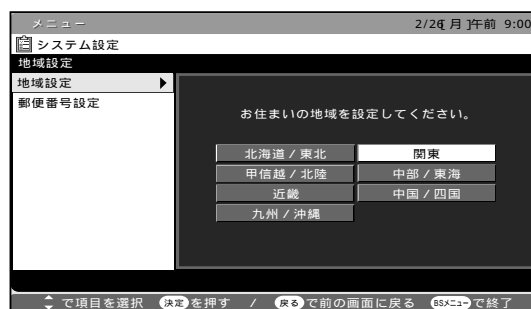 メニュー 2/26[月]午前 9:00
システム設定
地域設定
地域設定
郵便番号設定
お住まいの地域を設定してください。
北海道/東北 関東
甲信越/北陸 中部/東海
近畿 中国/四国
九州/沖縄
で項目を選択 決定を押す / 戻るで前の画面に戻る BSメニューで終了